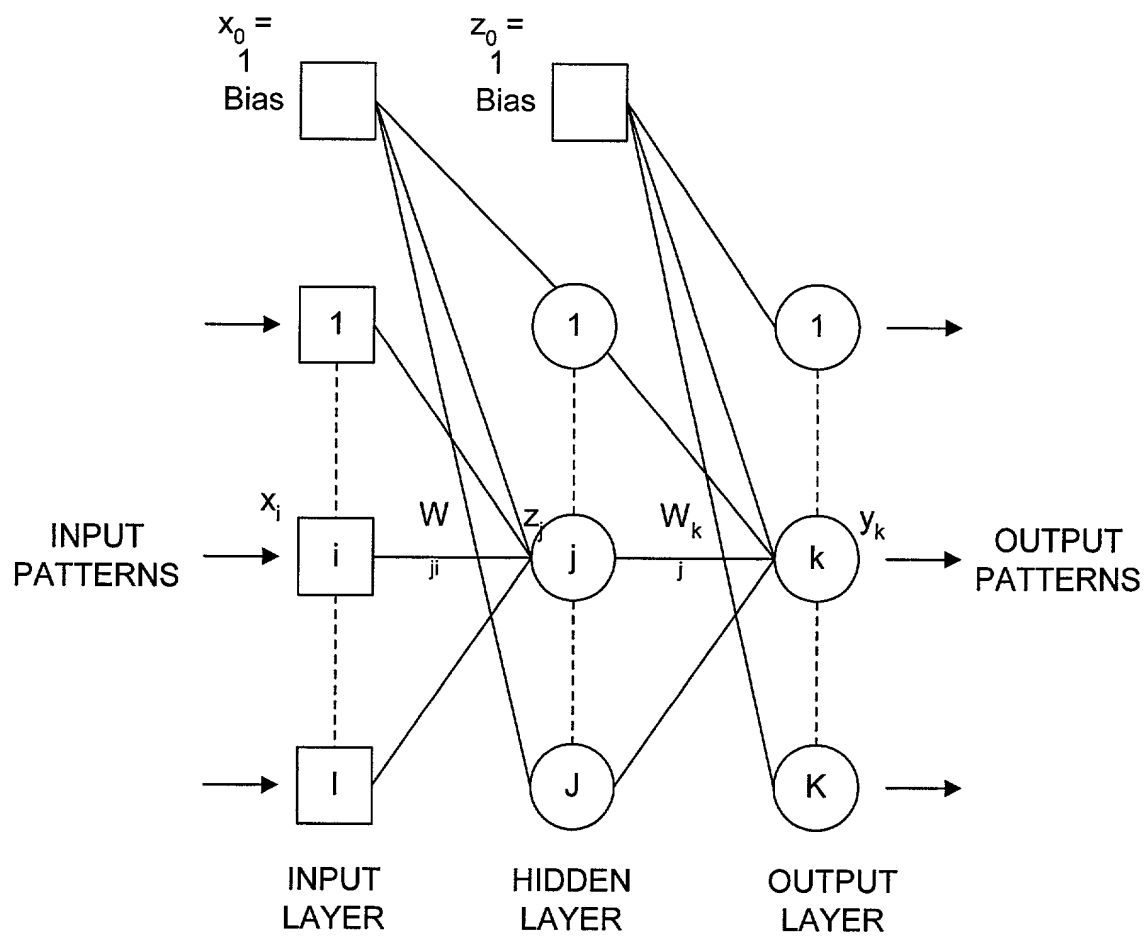 x0 =
1
Bias
z0 =
1
Bias
1
1
1
xi
W
ji
zj
Wk
j
yk
INPUT
PATTERNS
i
j
k
OUTPUT
PATTERNS
I
J
K
INPUT
LAYER
HIDDEN
LAYER
OUTPUT
LAYER